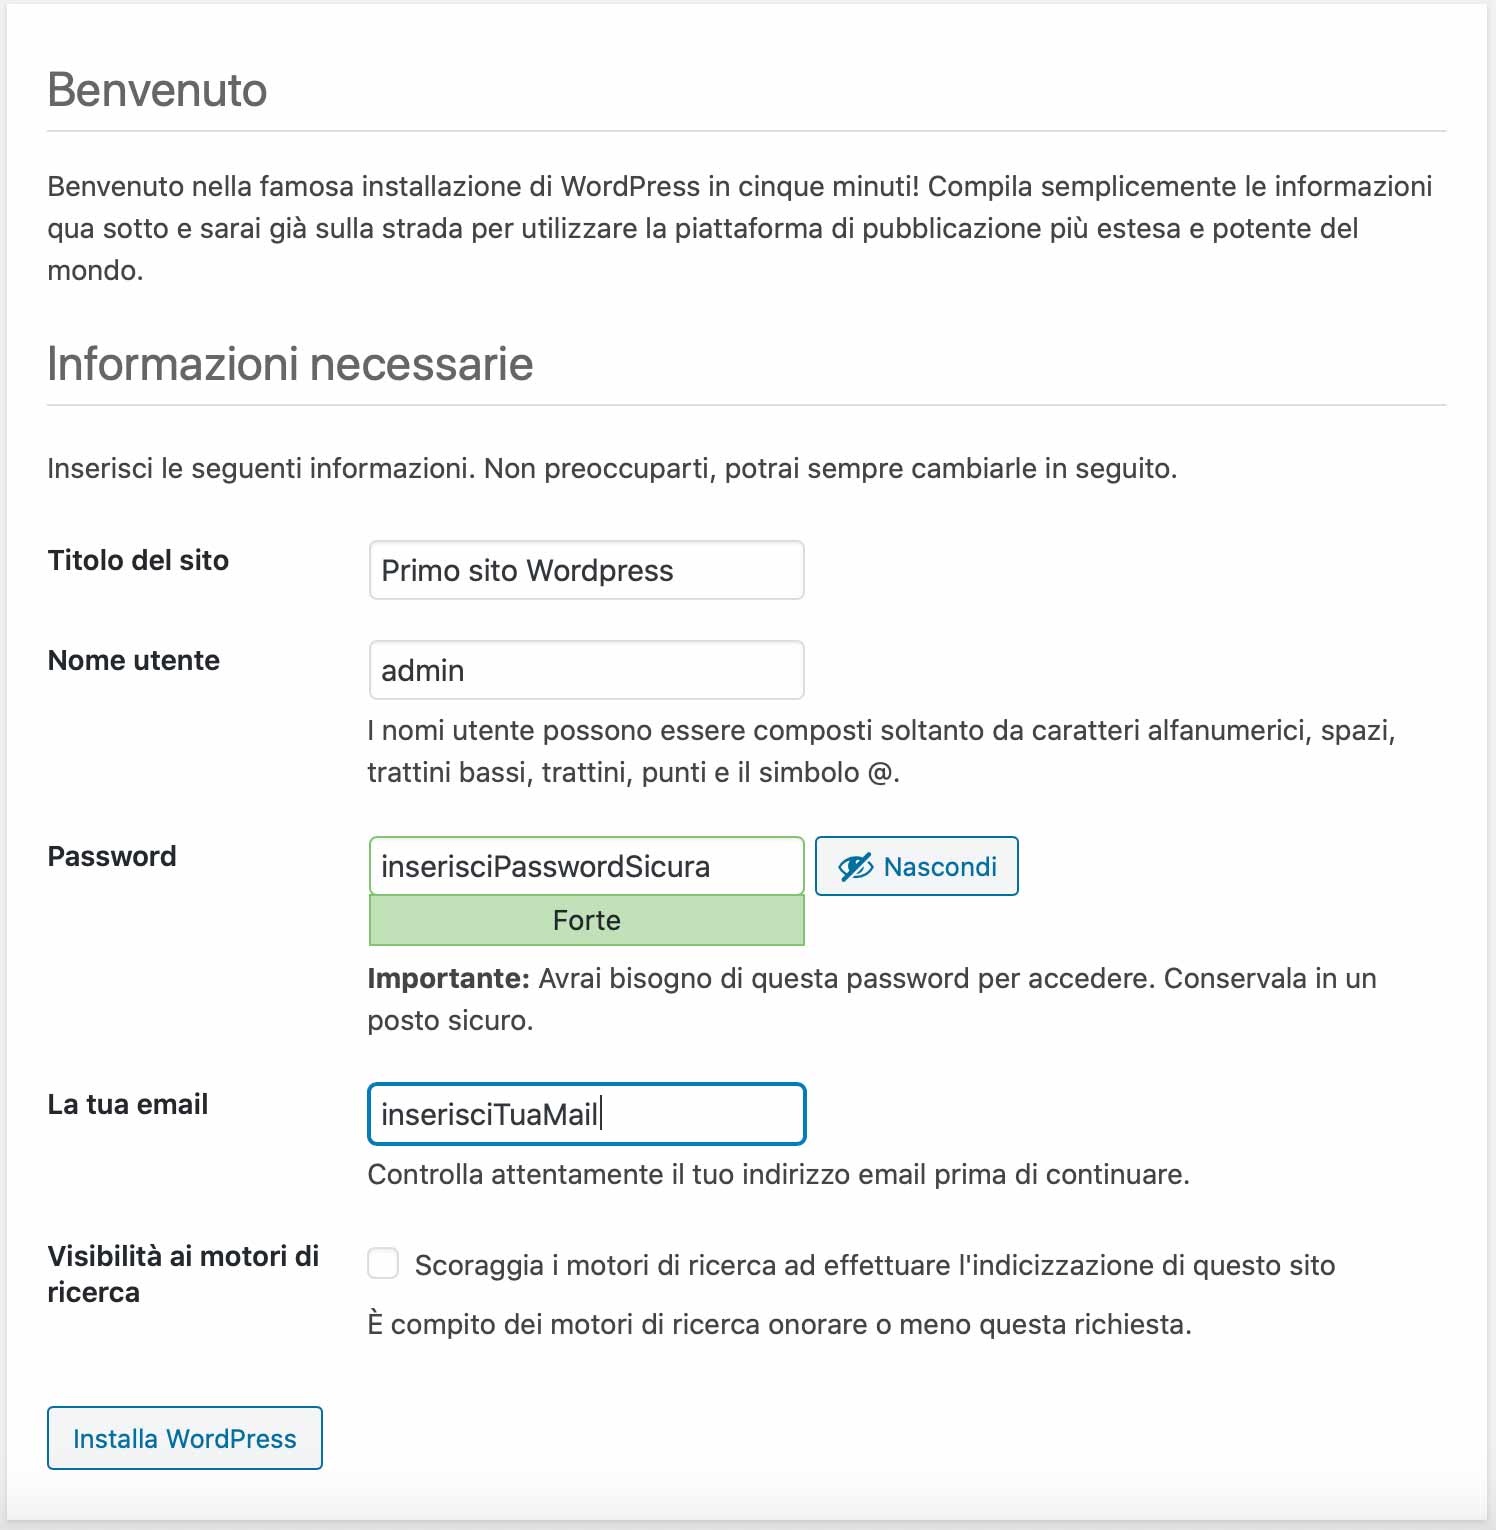 Benvenuto
Benvenuto nella famosa installazione di WordPress in cinque minuti! Compila semplicemente le informazioni
qua sotto e sarai già sulla strada per utilizzare la piattaforma di pubblicazione più estesa e potente del
mondo.
Informazioni necessarie
Inserisci le seguenti informazioni. Non preoccuparti, potrai sempre cambiarle in seguito.
Titolo del sito
Primo sito Wordpress
Nome utente
admin
I nomi utente possono essere composti soltanto da caratteri alfanumerici, spazi,
trattini bassi, trattini, punti e il simbolo @.
Password
inserisciPasswordSicura
Nascondi
Forte
Importante: Avrai bisogno di questa password per accedere. Conservala in un
posto sicuro.
La tua email
inserisciTuaMail
Controlla attentamente il tuo indirizzo email prima di continuare.
Visibilità ai motori di
ricerca
Scoraggia i motori di ricerca ad effettuare l'indicizzazione di questo sito
È compito dei motori di ricerca onorare o meno questa richiesta.
Installa WordPress